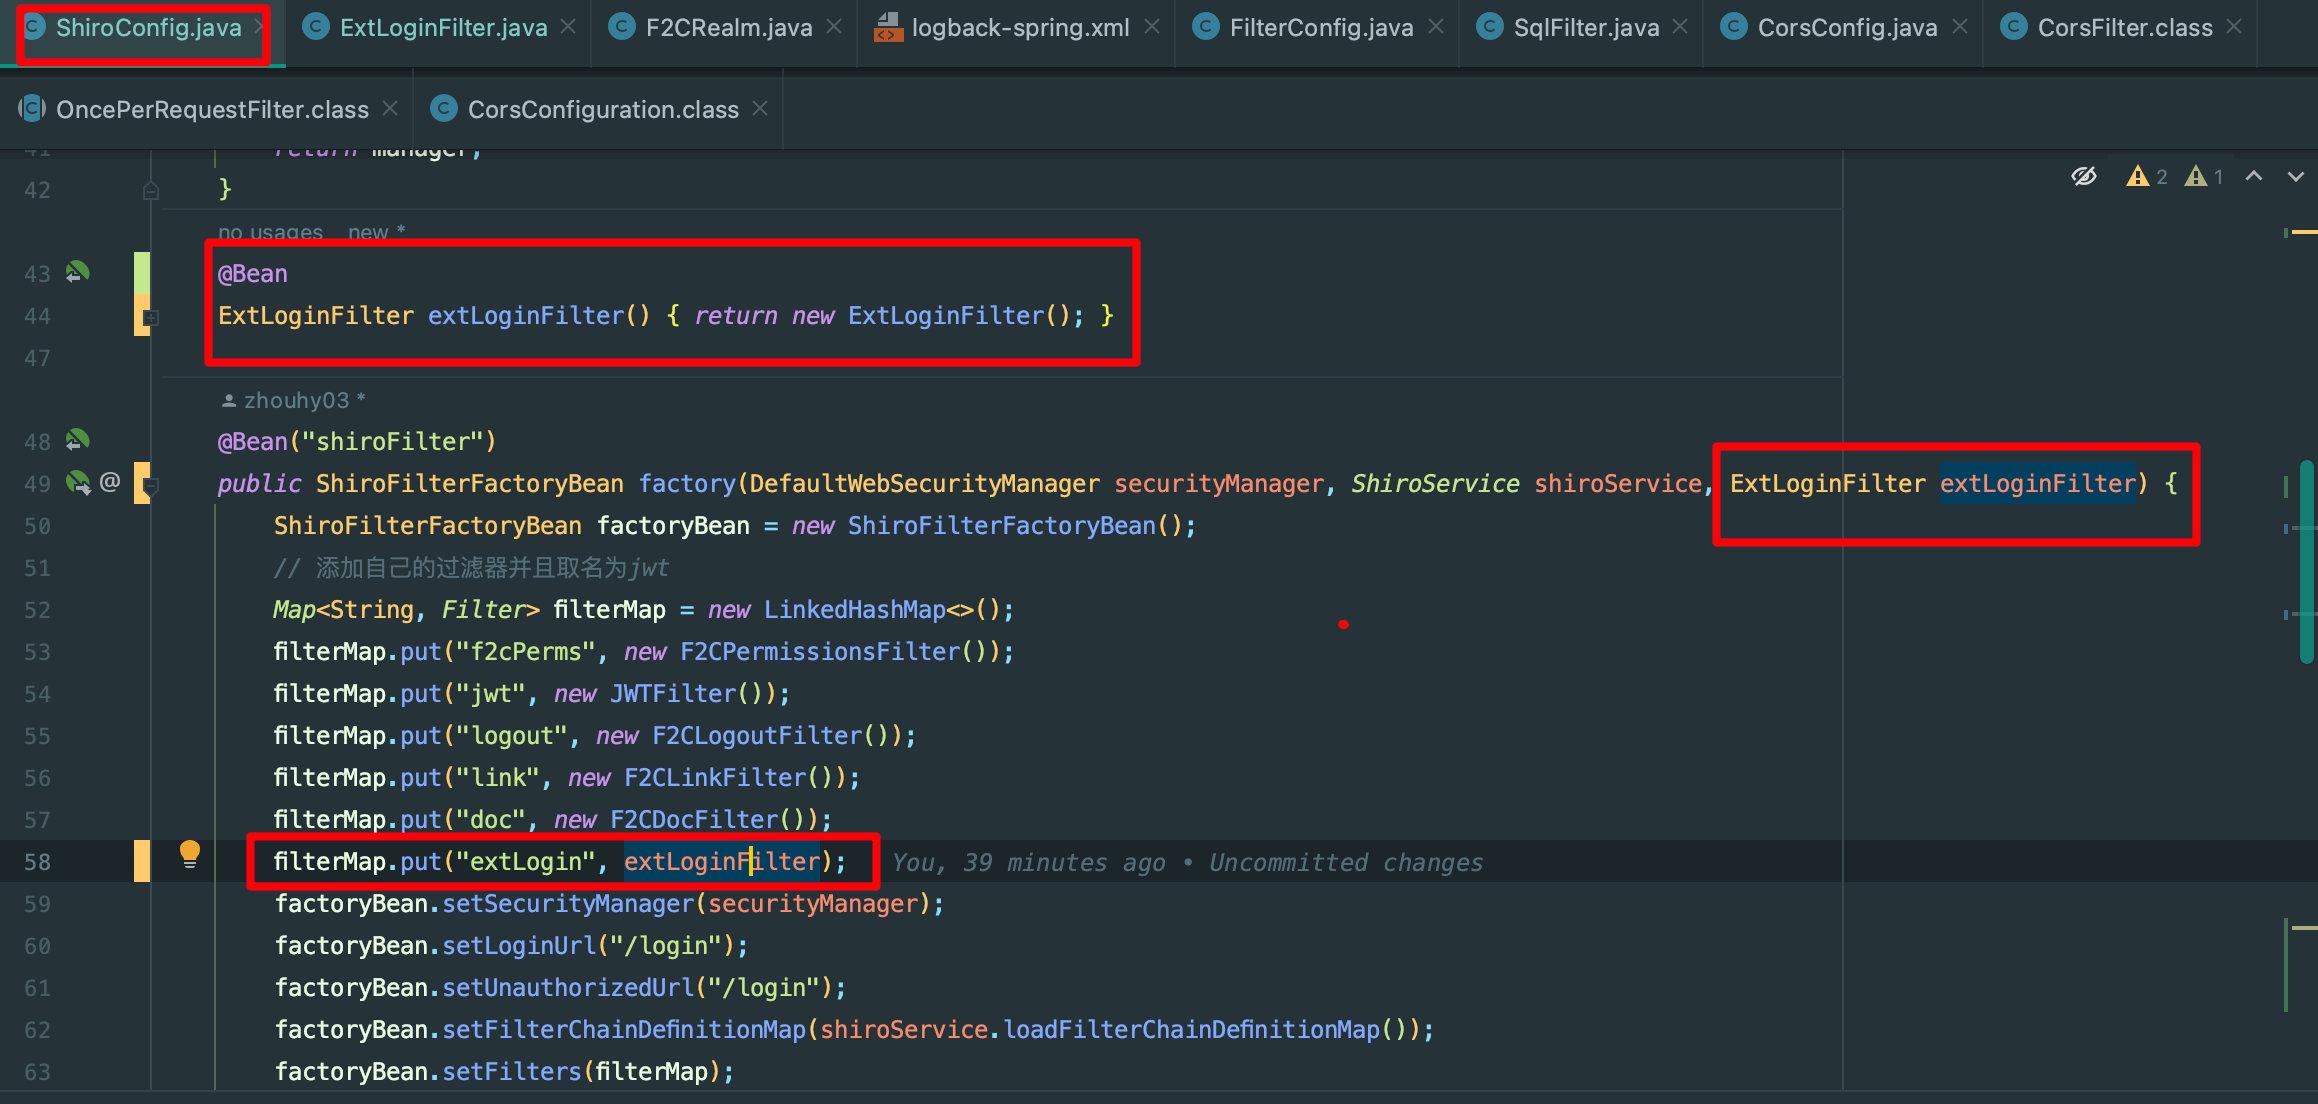 ShiroConfig.java
ExtLoginFilter.java
F2CRealm.java
logback-spring.xml
FilterConfig.java
SqlFilter.java
CorsConfig.java
CorsFilter.class
OncePerRequestFilter.class
CorsConfiguration.class
41 return manager;
42 }
2 1
no usages new *
43 @Bean
44 ExtLoginFilter extLoginFilter() { return new ExtLoginFilter(); }
47
zhouhy03 *
48 @Bean("shiroFilter")
49 @ public ShiroFilterFactoryBean factory(DefaultWebSecurityManager securityManager, ShiroService shiroService, ExtLoginFilter extLoginFilter) {
50 ShiroFilterFactoryBean factoryBean = new ShiroFilterFactoryBean();
51 // 添加自己的过滤器并且取名为jwt
52 Map<String, Filter> filterMap = new LinkedHashMap<>();
53 filterMap.put("f2cPerms", new F2CPermissionsFilter());
54 filterMap.put("jwt", new JWTFilter());
55 filterMap.put("logout", new F2CLogoutFilter());
56 filterMap.put("link", new F2CLinkFilter());
57 filterMap.put("doc", new F2CDocFilter());
58 filterMap.put("extLogin", extLoginFilter); You, 39 minutes ago • Uncommitted changes
59 factoryBean.setSecurityManager(securityManager);
60 factoryBean.setLoginUrl("/login");
61 factoryBean.setUnauthorizedUrl("/login");
62 factoryBean.setFilterChainDefinitionMap(shiroService.loadFilterChainDefinitionMap());
63 factoryBean.setFilters(filterMap);